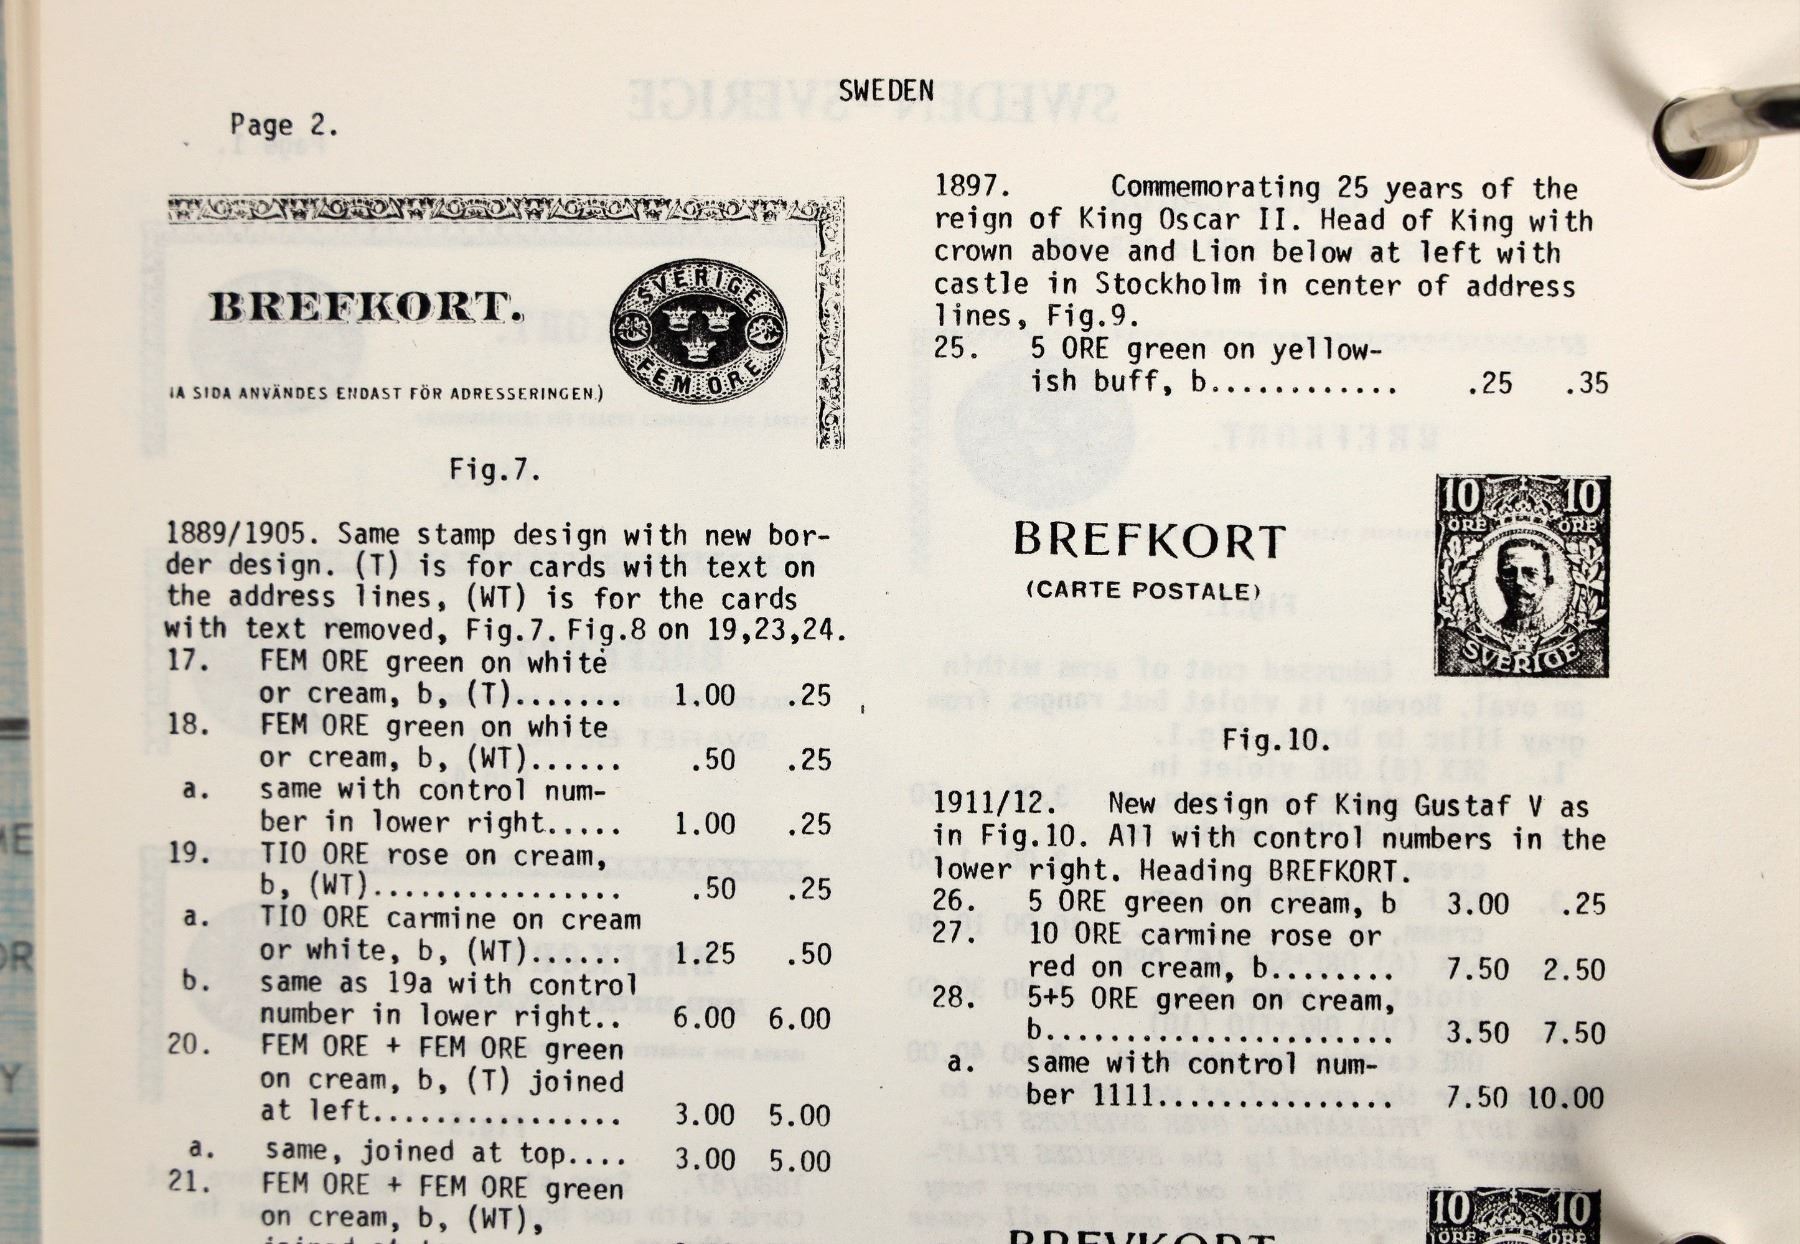 SWEDEN
Page 2.
BREFKORT.
SVERIGE
FEM ORE
A SIDA ANVÄNDES ENDAST FÖR ADRESSERINGEN.)
Fig.7.
1889/1905. Same stamp design with new bor-
der design. (T) is for cards with text on
the address lines, (WT) is for the cards
with text removed, Fig.7. Fig.8 on 19,23,24.
17. FEM ORE green on white
or cream, b, (T)....... 1.00 .25
18. FEM ORE green on white
or cream, b, (WT)...... .50 .25
a. same with control num-
ber in lower right..... 1.00 .25
19. TIO ORE rose on cream,
b, (WT)................ .50 .25
a. TIO ORE carmine on cream
or white, b, (WT)...... 1.25 .50
b. same as 19a with control
number in lower right.. 6.00 6.00
20. FEM ORE + FEM ORE green
on cream, b, (T) joined
at left................ 3.00 5.00
a. same, joined at top.... 3.00 5.00
21. FEM ORE + FEM ORE green
on cream, b, (WT),
1897. Commemorating 25 years of the
reign of King Oscar II. Head of King with
crown above and Lion below at left with
castle in Stockholm in center of address
lines, Fig.9.
25. 5 ORE green on yellow-
ish buff, b............ .25 .35
BREFKORT
(CARTE POSTALE)
10 10
ÖRE ÖRE
SVERIGE
Fig.10.
1911/12. New design of King Gustaf V as
in Fig.10. All with control numbers in the
lower right. Heading BREFKORT.
26. 5 ORE green on cream, b 3.00 .25
27. 10 ORE carmine rose or
red on cream, b........ 7.50 2.50
28. 5+5 ORE green on cream,
b...................... 3.50 7.50
a. same with control num-
ber 1111............... 7.50 10.00
10 10
ÖRE ÖRE
BREVKORT